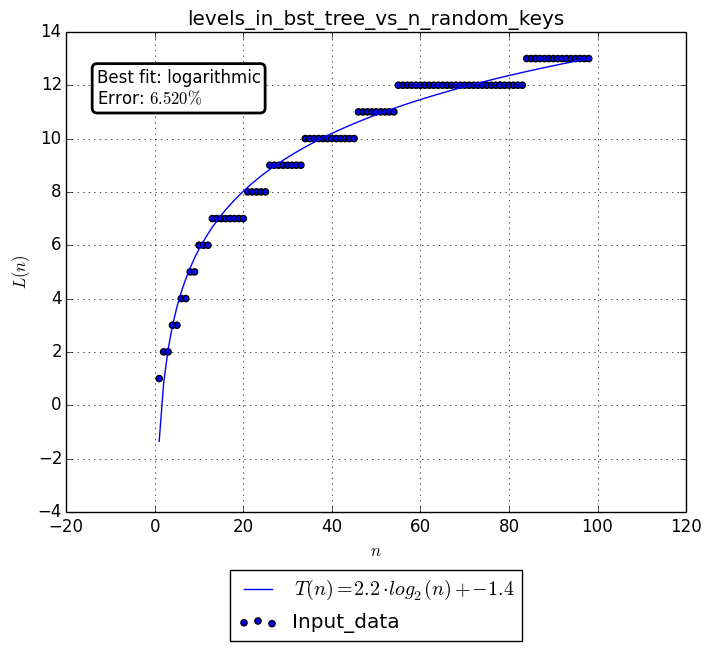 levels_in_bst_tree_vs_n_random_keys
14
12
10
8
6
4
2
0
−2
−4
Best fit: logarithmic
Error: 6.520%
L(n)
−20
0
20
40
60
80
100
120
n
T(n)=2.2·log₂(n)+−1.4
Input_data